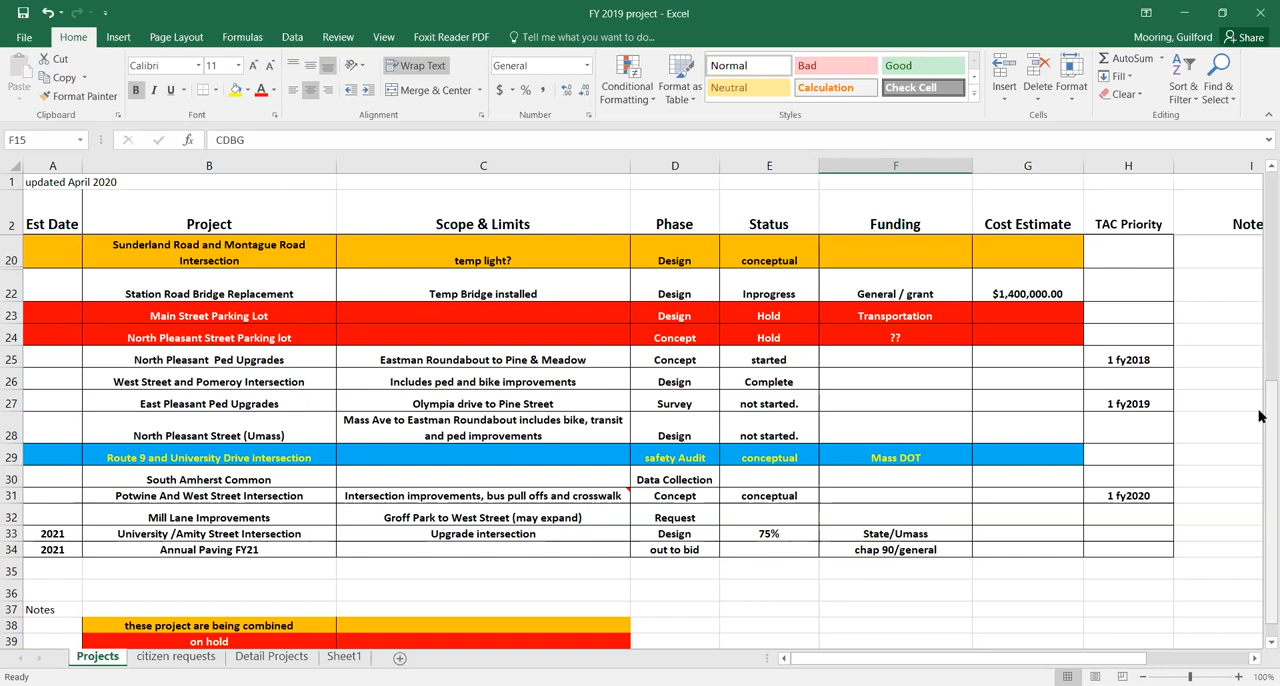 FY 2019 project - Excel
File Home Insert Page Layout Formulas Data Review View Foxit Reader PDF Tell me what you want to do... Mooring, Guilford Share
Paste Cut Copy Format Painter Clipboard
Calibri 11 B I U Font
Wrap Text Merge & Center Alignment
General $ % , Number
Conditional Formatting Format as Table Normal Bad Good Neutral Calculation Check Cell Styles
Insert Delete Format Cells
AutoSum Fill Clear Sort & Filter Find & Select Editing
F15 fx CDBG
A B C D E F G H I
1 updated April 2020
2 Est Date Project Scope & Limits Phase Status Funding Cost Estimate TAC Priority Note
Sunderland Road and Montague Road
20 Intersection temp light? Design conceptual
22 Station Road Bridge Replacement Temp Bridge installed Design Inprogress General / grant $1,400,000.00
23 Main Street Parking Lot Design Hold Transportation
24 North Pleasant Street Parking lot Concept Hold ??
25 North Pleasant Ped Upgrades Eastman Roundabout to Pine & Meadow Concept started 1 fy2018
26 West Street and Pomeroy Intersection Includes ped and bike improvements Design Complete
27 East Pleasant Ped Upgrades Olympia drive to Pine Street Survey not started. 1 fy2019
Mass Ave to Eastman Roundabout includes bike, transit
28 North Pleasant Street (Umass) and ped improvements Design not started.
29 Route 9 and University Drive intersection safety Audit conceptual Mass DOT
30 South Amherst Common Data Collection
31 Potwine And West Street Intersection Intersection improvements, bus pull offs and crosswalk Concept conceptual 1 fy2020
32 Mill Lane Improvements Groff Park to West Street (may expand) Request
33 2021 University /Amity Street Intersection Upgrade intersection Design 75% State/Umass
34 2021 Annual Paving FY21 out to bid chap 90/general
35
36
37 Notes
38 these project are being combined
39 on hold
Projects citizen requests Detail Projects Sheet1
Ready 100%